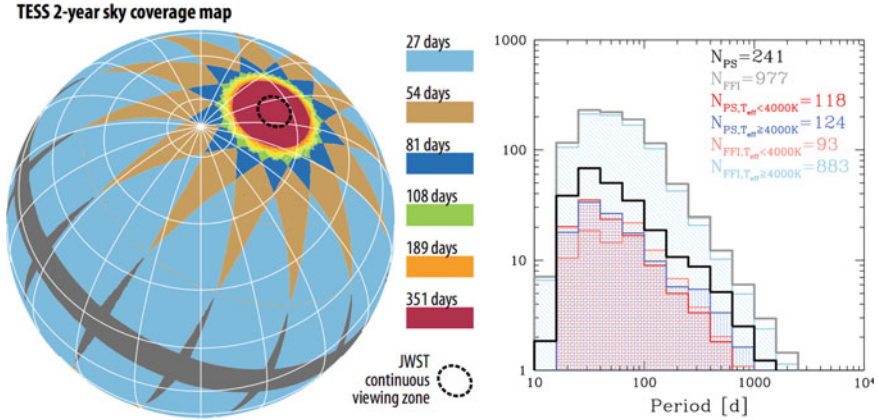 TESS 2-year sky coverage map
27 days
54 days
81 days
108 days
189 days
351 days
JWST
continuous
viewing zone
1000
100
10
1
N_PS=241
N_FFI=977
N_PS,T_eff<4000K=118
N_PS,T_eff≥4000K=124
N_FFI,T_eff<4000K=93
N_FFI,T_eff≥4000K=883
10
100
1000
10⁴
Period [d]